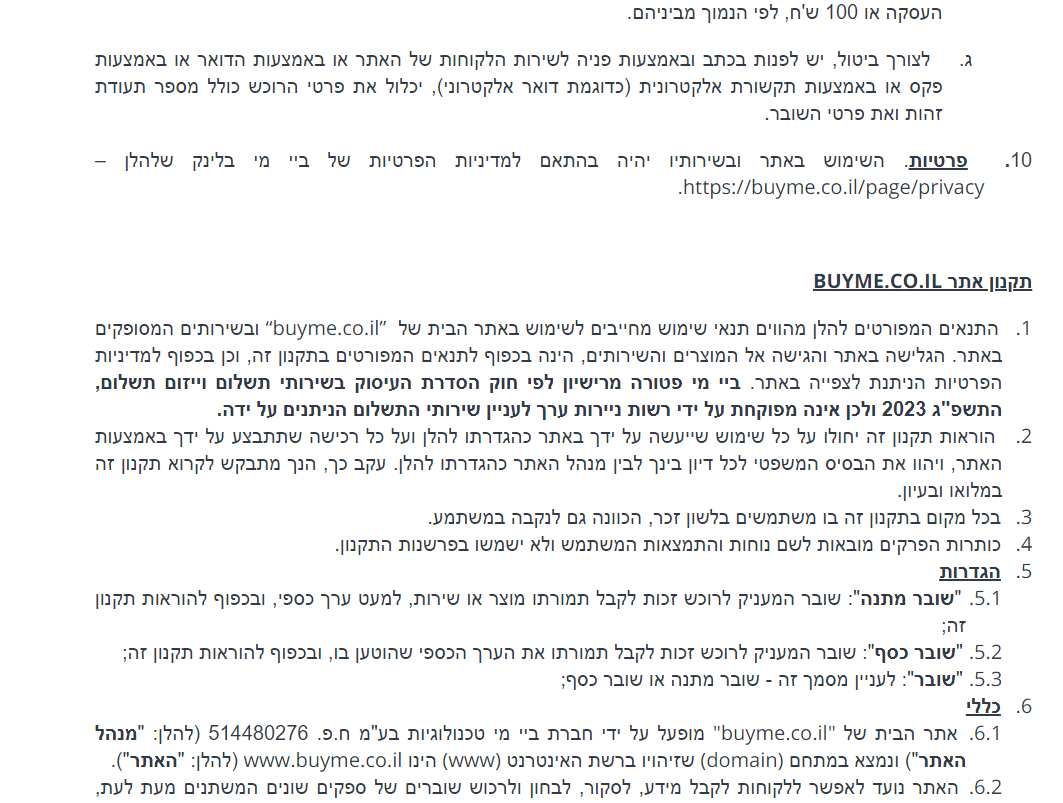 העסקה או 100 ש'ח, לפי הנמוך מביניהם.
ג. לצורך ביטול, יש לפנות בכתב ובאמצעות פניה לשירות הלקוחות של האתר או באמצעות הדואר או באמצעות
פקס או באמצעות תקשורת אלקטרונית (כדוגמת דואר אלקטרוני), יכלול את פרטי הרוכש כולל מספר תעודת
זהות ואת פרטי השובר.
10. פרטיות. השימוש באתר ובשירותיו יהיה בהתאם למדיניות הפרטיות של ביי מי בלינק שלהלן –
https://buyme.co.il/page/privacy.
תקנון אתר BUYME.CO.IL
1. התנאים המפורטים להלן מהווים תנאי שימוש מחייבים לשימוש באתר הבית של "buyme.co.il" ובשירותים המסופקים
באתר. הגלישה באתר והגישה אל המוצרים והשירותים, הינה בכפוף לתנאים המפורטים בתקנון זה, וכן בכפוף למדיניות
הפרטיות הניתנת לצפייה באתר. ביי מי פטורה מרישיון לפי חוק הסדרת העיסוק בשירותי תשלום וייזום תשלום,
התשפ"ג 2023 ולכן אינה מפוקחת על ידי רשות ניירות ערך לעניין שירותי התשלום הניתנים על ידה.
2. הוראות תקנון זה יחולו על כל שימוש שייעשה על ידך באתר כהגדרתו להלן ועל כל רכישה שתתבצע על ידך באמצעות
האתר, ויהוו את הבסיס המשפטי לכל דיון בינך לבין מנהל האתר כהגדרתו להלן. עקב כך, הנך מתבקש לקרוא תקנון זה
במלואו ובעיון.
3. בכל מקום בתקנון זה בו משתמשים בלשון זכר, הכוונה גם לנקבה במשתמע.
4. כותרות הפרקים מובאות לשם נוחות והתמצאות המשתמש ולא ישמשו בפרשנות התקנון.
5. הגדרות
5.1. "שובר מתנה": שובר המעניק לרוכש זכות לקבל תמורתו מוצר או שירות, למעט ערך כספי, ובכפוף להוראות תקנון
זה;
5.2. "שובר כסף": שובר המעניק לרוכש זכות לקבל תמורתו את הערך הכספי שהוטען בו, ובכפוף להוראות תקנון זה;
5.3. "שובר": לעניין מסמך זה - שובר מתנה או שובר כסף;
6. כללי
6.1. אתר הבית של "buyme.co.il" מופעל על ידי חברת ביי מי טכנולוגיות בע"מ ח.פ. 514480276 (להלן: "מנהל
האתר") ונמצא במתחם (domain) שזיהויו ברשת האינטרנט (www) הינו www.buyme.co.il (להלן: "האתר").
6.2. האתר נועד לאפשר ללקוחות לקבל מידע, לסקור, לבחון ולרכוש שוברים של ספקים שונים המשתנים מעת לעת,